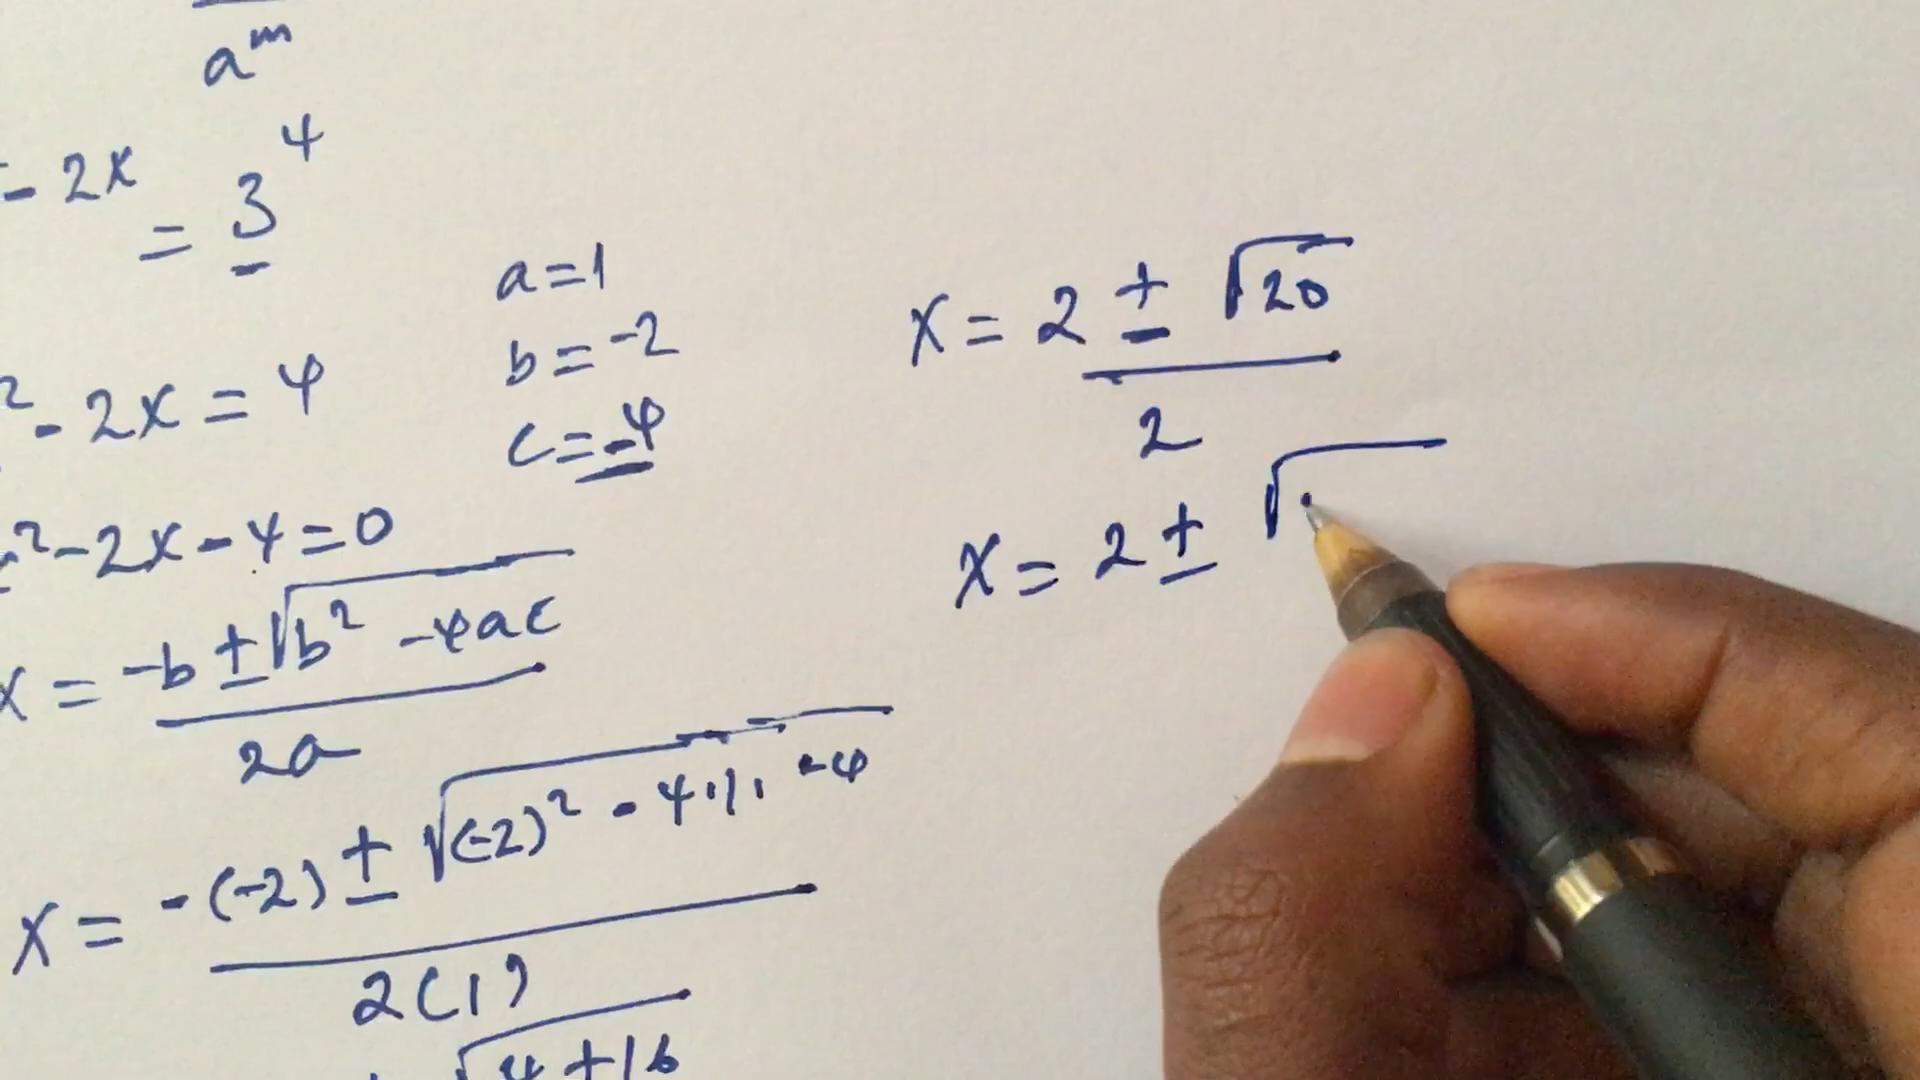 a^m
- 2x = 3^4
² - 2x = 4
² - 2x - 4 = 0
x = (-b ± √(b² - 4ac)) / 2a
x = (-(-2) ± √((-2)² - 4·1· -4)) / 2(1)
√4 + 16
a = 1
b = -2
c = -4
x = 2 ± √20 / 2
x = 2 ± √